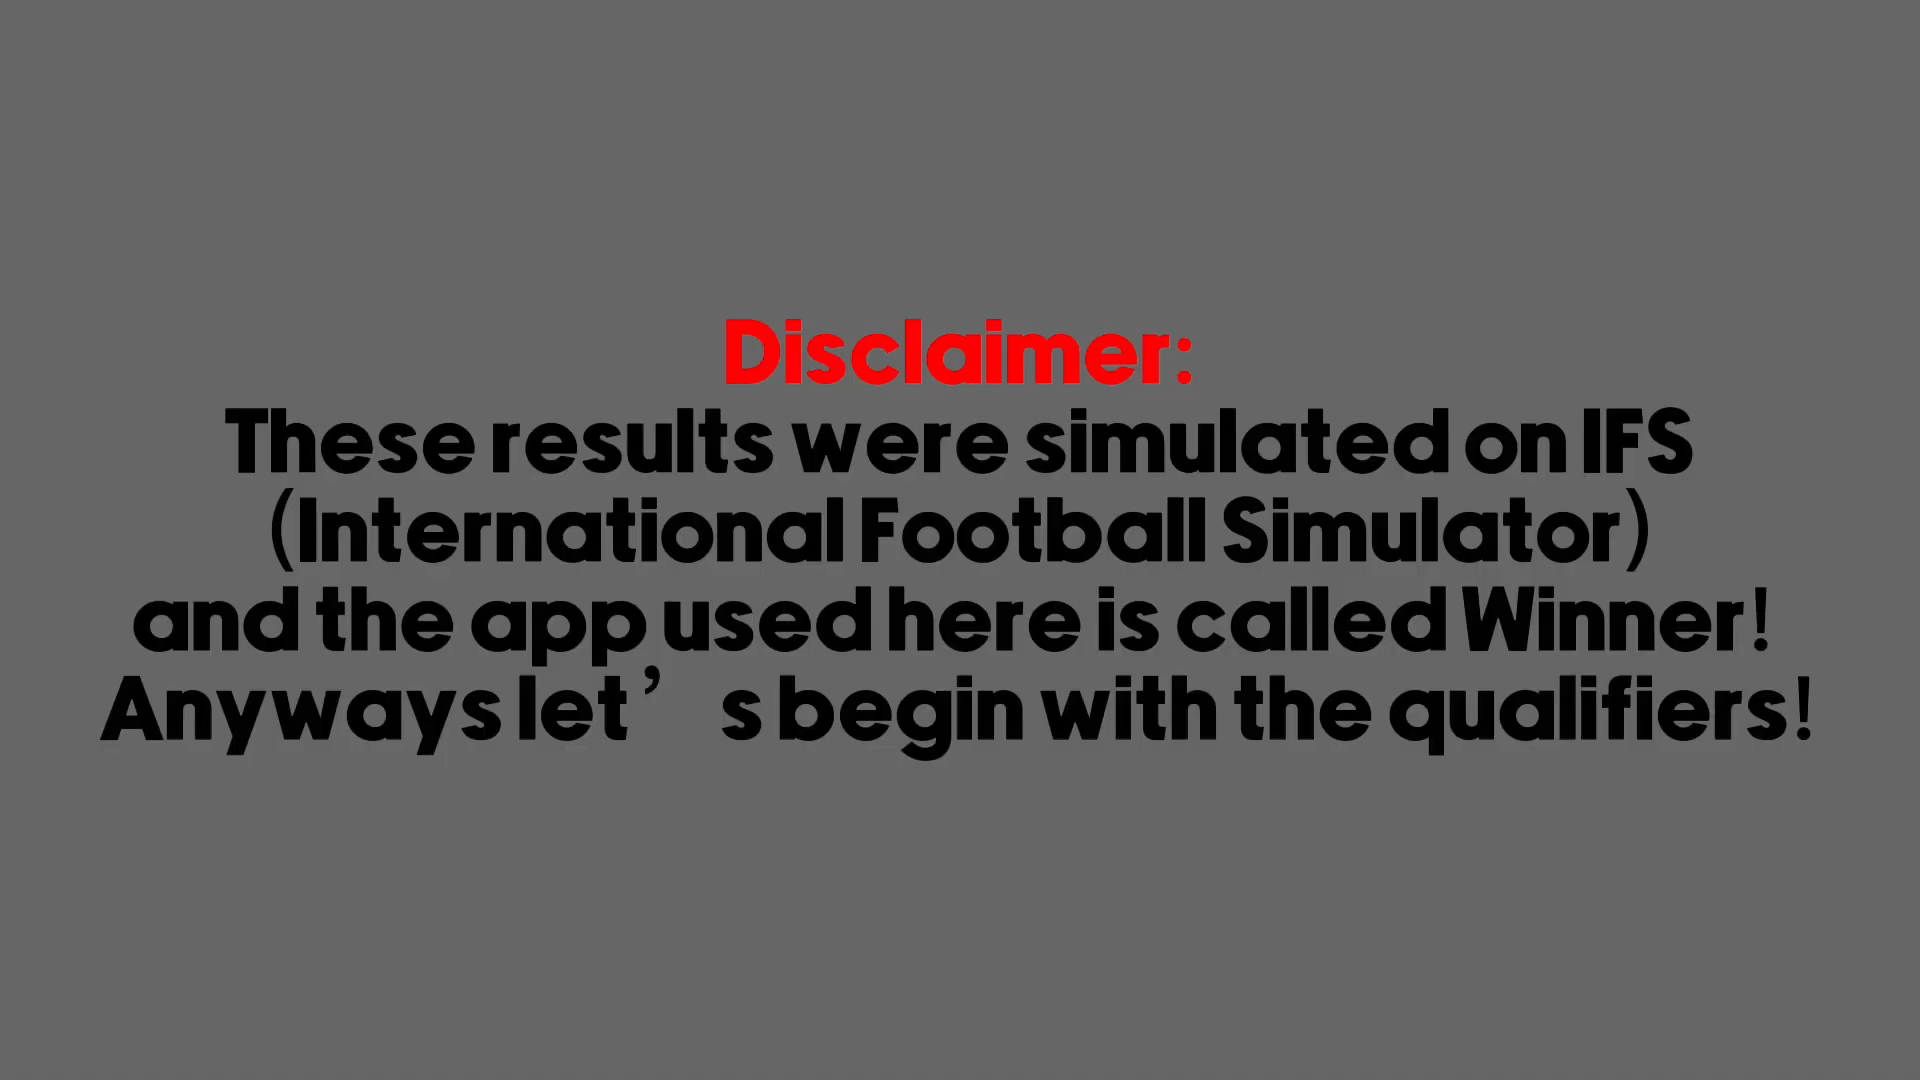 Disclaimer:
These results were simulated on IFS
(International Football Simulator)
and the app used here is called Winner!
Anyways let’s begin with the qualifiers!